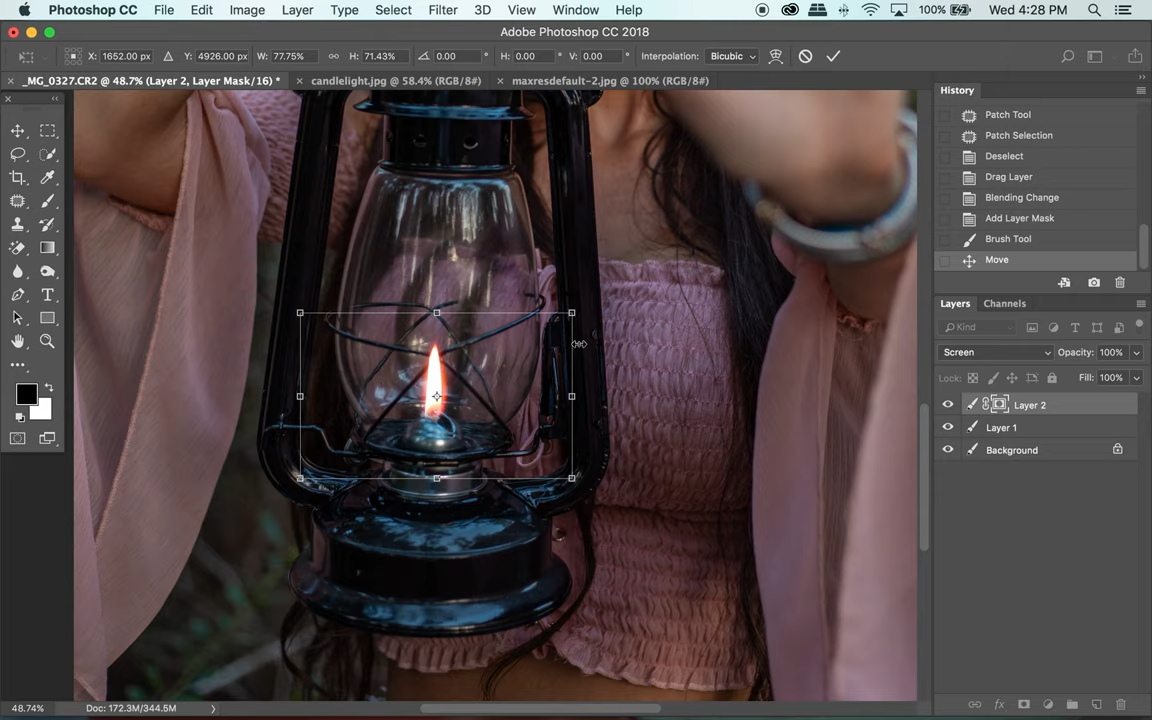 Photoshop CC File Edit Image Layer Type Select Filter 3D View Window Help 100% Wed 4:28 PM
Adobe Photoshop CC 2018
X: 1652.00 px Y: 4926.00 px W: 77.75% H: 71.43% 0.00 ° H: 0.00 ° V: 0.00 ° Interpolation: Bicubic
_MG_0327.CR2 @ 48.7% (Layer 2, Layer Mask/16) * candlelight.jpg @ 58.4% (RGB/8#) maxresdefault-2.jpg @ 100% (RGB/8#)
History
Patch Tool
Patch Selection
Deselect
Drag Layer
Blending Change
Add Layer Mask
Brush Tool
Move
Layers Channels
Kind
Screen Opacity: 100%
Lock: Fill: 100%
Layer 2
Layer 1
Background
48.74% Doc: 172.3M/344.5M